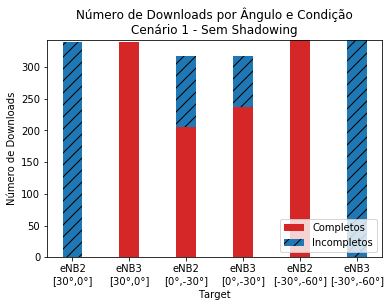 Número de Downloads por Ângulo e Condição
Cenário 1 - Sem Shadowing
Número de Downloads
300
250
200
150
100
50
0
Completos
Incompletos
eNB2 eNB3 eNB2 eNB3 eNB2 eNB3
[30°,0°] [30°,0°] [0°,-30°] [0°,-30°] [-30°,-60°] [-30°,-60°]
Target